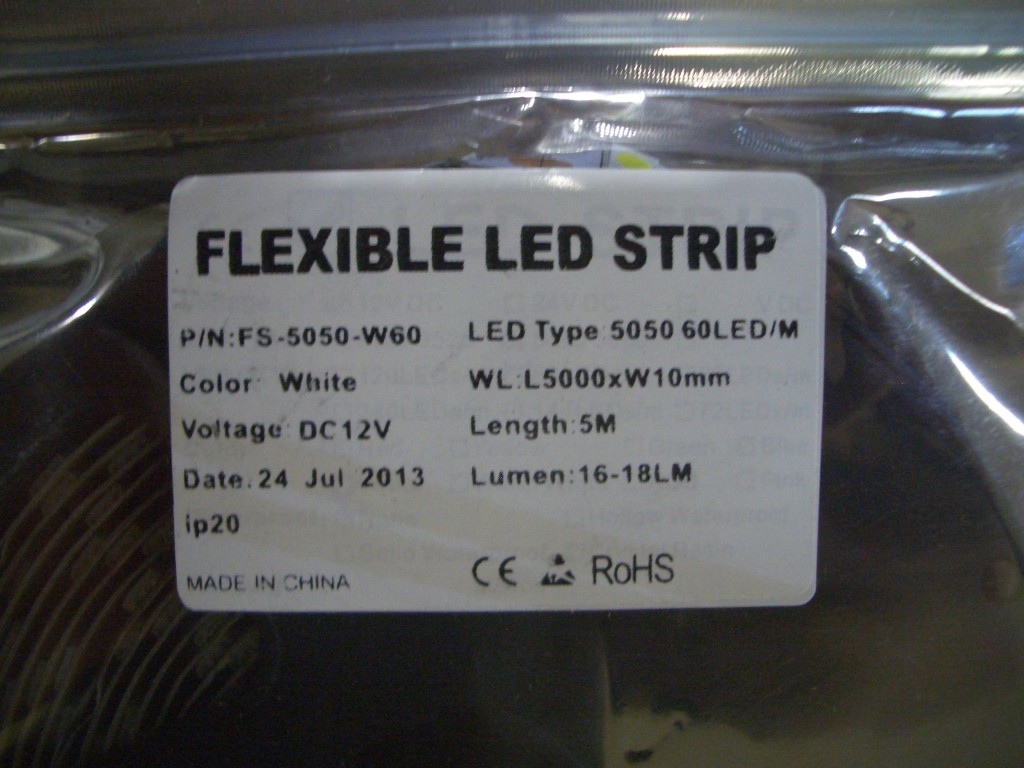 FLEXIBLE LED STRIP
P/N:FS-5050-W60
LED Type:5050 60LED/M
Color: White
WL:L5000xW10mm
Voltage: DC12V
Length:5M
Date:24 Jul 2013
Lumen:16-18LM
ip20
MADE IN CHINA
CE RoHS